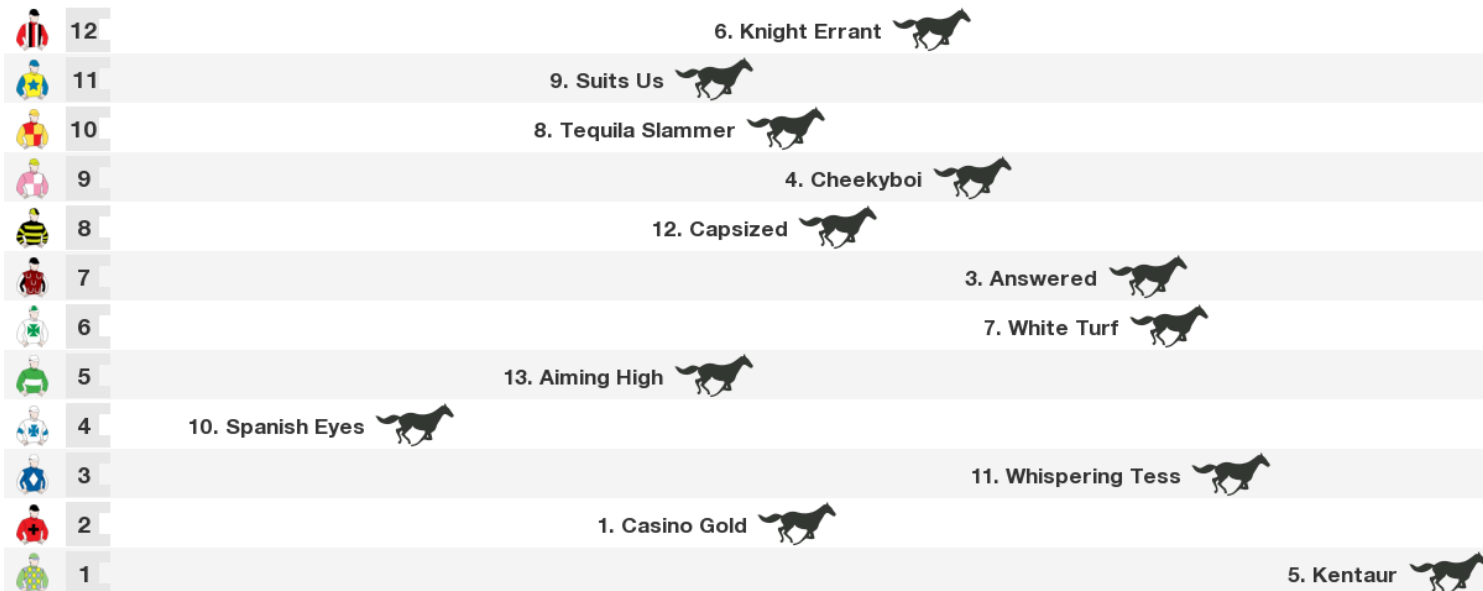 12 6. Knight Errant
11 9. Suits Us
10 8. Tequila Slammer
9 4. Cheekyboi
8 12. Capsized
7 3. Answered
6 7. White Turf
5 13. Aiming High
4 10. Spanish Eyes
3 11. Whispering Tess
2 1. Casino Gold
1 5. Kentaur